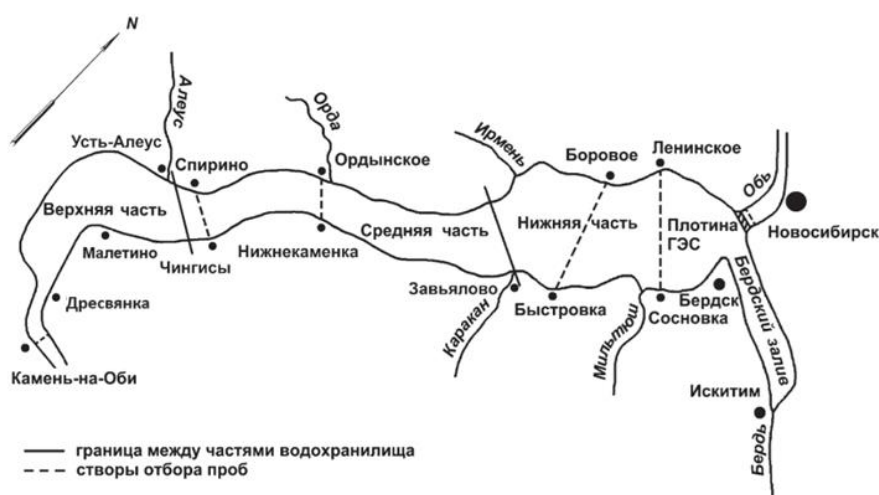 N
Алеус
Орда
Усть-Алеус
Спирино
Ордынское
Ирмень
Боровое
Ленинское
Обь
Верхняя часть
Средняя часть
Нижняя часть
Плотина
ГЭС
Новосибирск
Малетино
Чингисы
Нижнекаменка
Завьялово
Быстровка
Бердск
Сосновка
Бердский залив
Дресвянка
Каракан
Мильтюш
Камень-на-Оби
Искитим
Бердь
граница между частями водохранилища
створы отбора проб